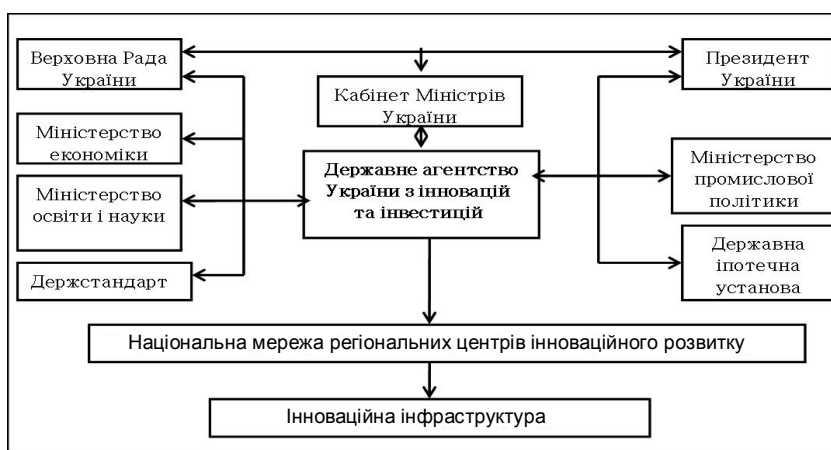 Верховна Рада
України
Президент
України
Кабінет Міністрів
України
Міністерство
економіки
Державне агентство
України з інновацій
та інвестицій
Міністерство
промислової
політики
Міністерство
освіти і науки
Державна
іпотечна
установа
Держстандарт
Національна мережа регіональних центрів інноваційного розвитку
Інноваційна інфраструктура